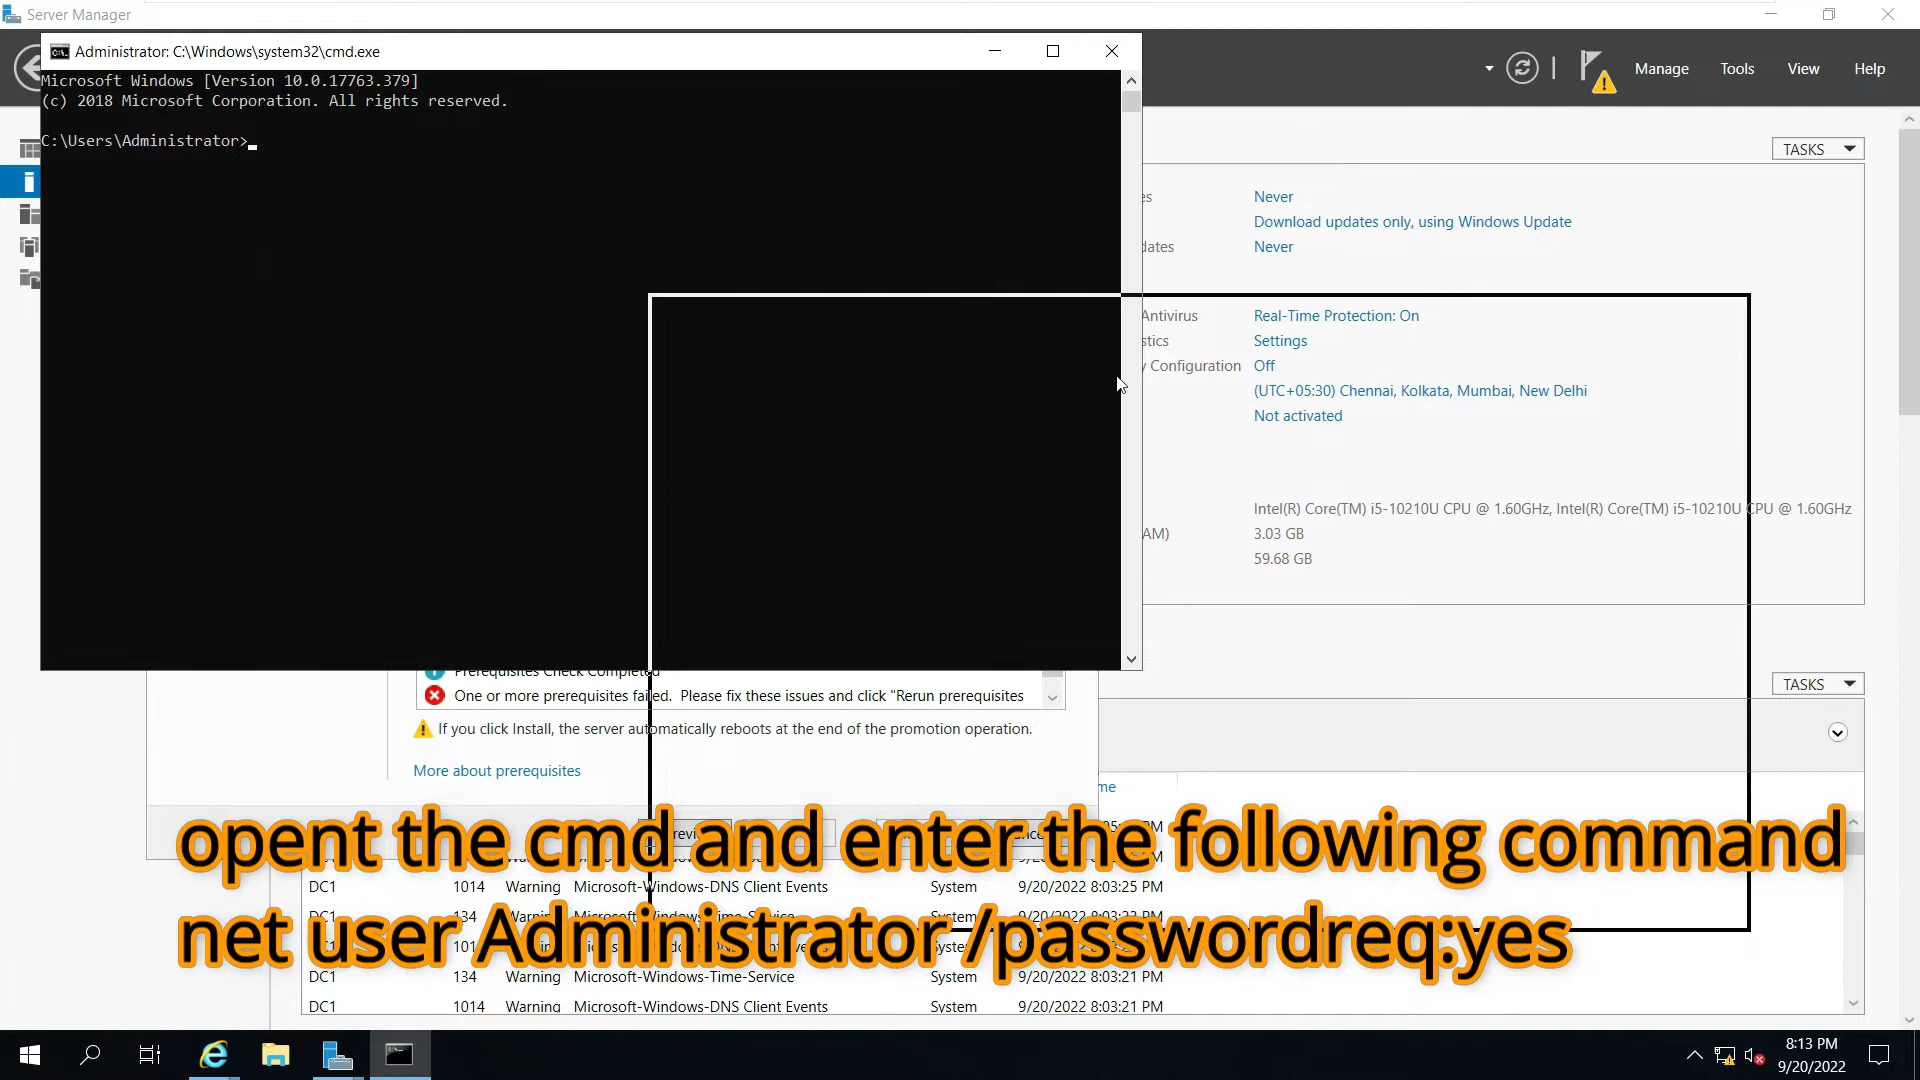 Server Manager
Administrator: C:\Windows\system32\cmd.exe
Microsoft Windows [Version 10.0.17763.379]
(c) 2018 Microsoft Corporation. All rights reserved.
C:\Users\Administrator>
Manage Tools View Help
TASKS
Never
Download updates only, using Windows Update
dates Never
Antivirus Real-Time Protection: On
stics Settings
y Configuration Off
(UTC+05:30) Chennai, Kolkata, Mumbai, New Delhi
Not activated
Intel(R) Core(TM) i5-10210U CPU @ 1.60GHz, Intel(R) Core(TM) i5-10210U CPU @ 1.60GHz
AM) 3.03 GB
59.68 GB
Prerequisites Check Completed
One or more prerequisites failed. Please fix these issues and click "Rerun prerequisites
TASKS
If you click Install, the server automatically reboots at the end of the promotion operation.
More about prerequisites
me
opent the cmd and enter the following command
DC1 1014 Warning Microsoft-Windows-DNS Client Events System 9/20/2022 8:03:25 PM
net user Administrator /passwordreq:yes
DC1 134 Warning Microsoft-Windows-Time-Service System 9/20/2022 8:03:21 PM
DC1 1014 Warning Microsoft-Windows-DNS Client Events System 9/20/2022 8:03:21 PM
8:13 PM
9/20/2022